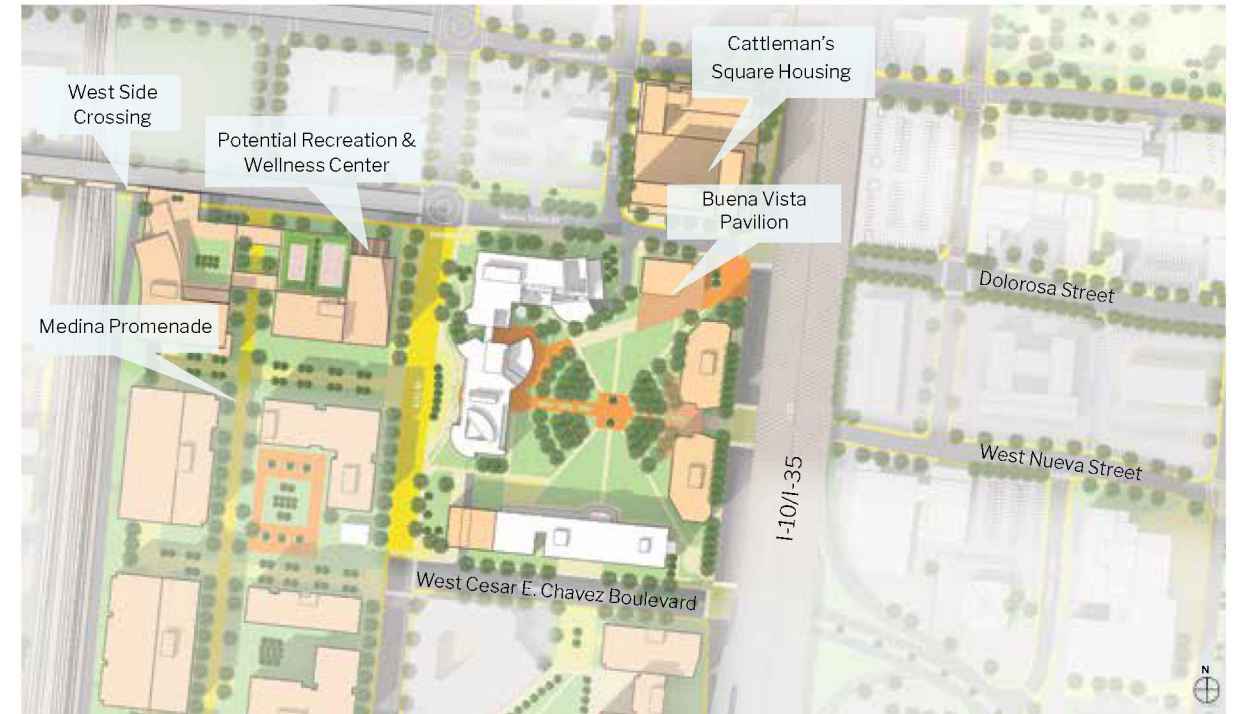 Cattleman's
Square Housing
West Side
Crossing
Potential Recreation &
Wellness Center
Buena Vista
Pavilion
Dolorosa Street
Medina Promenade
West Nueva Street
I-10/I-35
West Cesar E. Chavez Boulevard
N